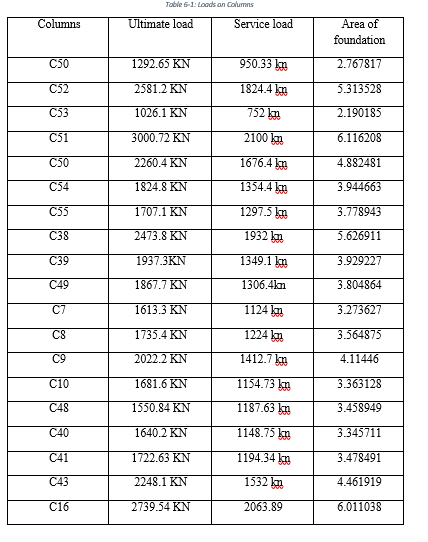 Table 6-1: Loads on Columns
Columns Ultimate load Service load Area of
foundation
C50 1292.65 KN 950.33 kn 2.767817
C52 2581.2 KN 1824.4 kn 5.313528
C53 1026.1 KN 752 kn 2.190185
C51 3000.72 KN 2100 kn 6.116208
C50 2260.4 KN 1676.4 kn 4.882481
C54 1824.8 KN 1354.4 kn 3.944663
C55 1707.1 KN 1297.5 kn 3.778943
C38 2473.8 KN 1932 kn 5.626911
C39 1937.3KN 1349.1 kn 3.929227
C49 1867.7 KN 1306.4kn 3.804864
C7 1613.3 KN 1124 kn 3.273627
C8 1735.4 KN 1224 kn 3.564875
C9 2022.2 KN 1412.7 kn 4.11446
C10 1681.6 KN 1154.73 kn 3.363128
C48 1550.84 KN 1187.63 kn 3.458949
C40 1640.2 KN 1148.75 kn 3.345711
C41 1722.63 KN 1194.34 kn 3.478491
C43 2248.1 KN 1532 kn 4.461919
C16 2739.54 KN 2063.89 6.011038